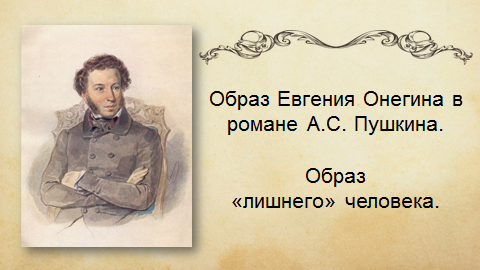 Образ Евгения Онегина в
романе А.С. Пушкина.
Образ
«лишнего» человека.